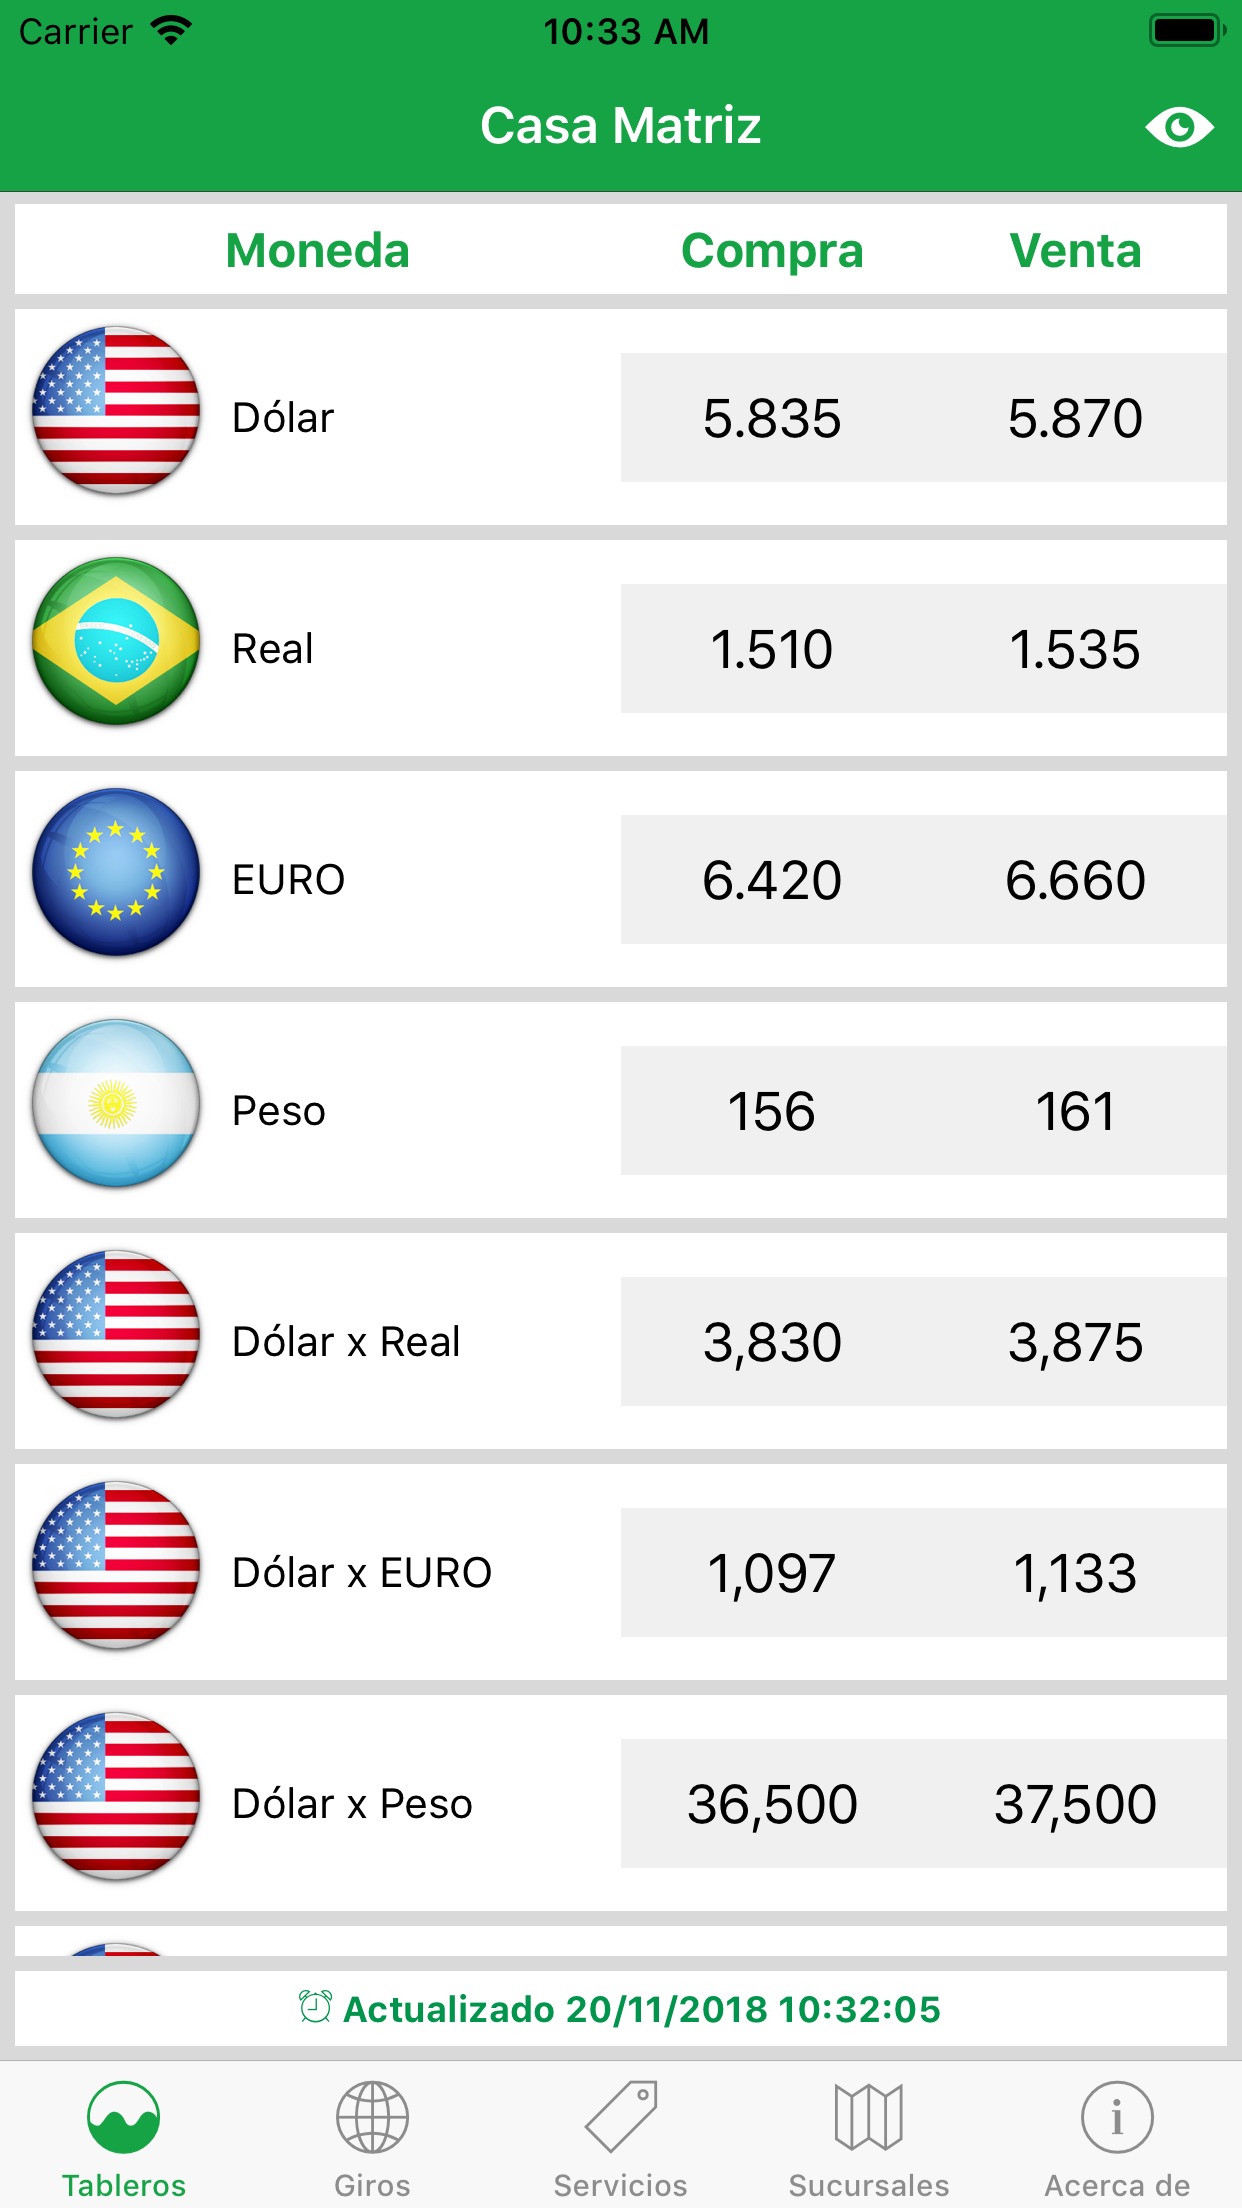 Carrier 10:33 AM
Casa Matriz
Moneda Compra Venta
Dólar 5.835 5.870
Real 1.510 1.535
EURO 6.420 6.660
Peso 156 161
Dólar x Real 3,830 3,875
Dólar x EURO 1,097 1,133
Dólar x Peso 36,500 37,500
Actualizado 20/11/2018 10:32:05
Tableros Giros Servicios Sucursales Acerca de